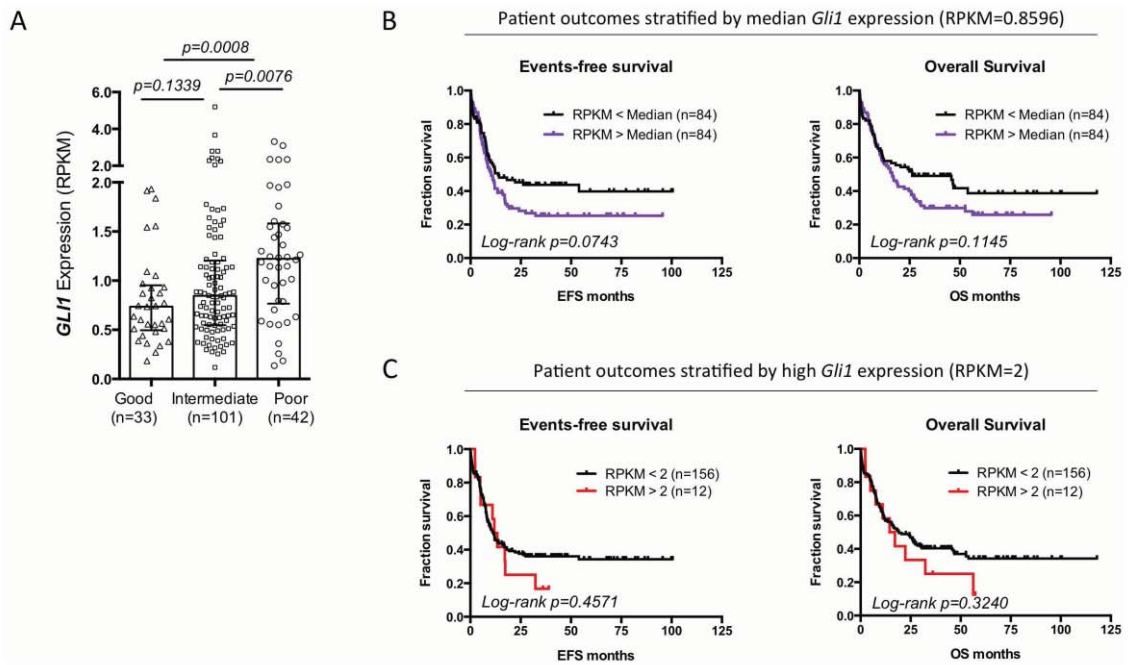 A
p=0.0008
p=0.1339
p=0.0076
GLI1 Expression (RPKM)
6.0
5.0
4.0
3.0
2.0
2.0
1.5
1.0
0.5
0.0
Good
(n=33)
Intermediate
(n=101)
Poor
(n=42)
B
Patient outcomes stratified by median Gli1 expression (RPKM=0.8596)
Events-free survival
Fraction survival
1.0
0.8
0.6
0.4
0.2
0.0
RPKM < Median (n=84)
RPKM > Median (n=84)
Log-rank p=0.0743
0 25 50 75 100 125
EFS months
Overall Survival
Fraction survival
1.0
0.8
0.6
0.4
0.2
0.0
RPKM < Median (n=84)
RPKM > Median (n=84)
Log-rank p=0.1145
0 25 50 75 100 125
OS months
C
Patient outcomes stratified by high Gli1 expression (RPKM=2)
Events-free survival
Fraction survival
1.0
0.8
0.6
0.4
0.2
0.0
RPKM < 2 (n=156)
RPKM > 2 (n=12)
Log-rank p=0.4571
0 25 50 75 100 125
EFS months
Overall Survival
Fraction survival
1.0
0.8
0.6
0.4
0.2
0.0
RPKM < 2 (n=156)
RPKM > 2 (n=12)
Log-rank p=0.3240
0 25 50 75 100 125
OS months